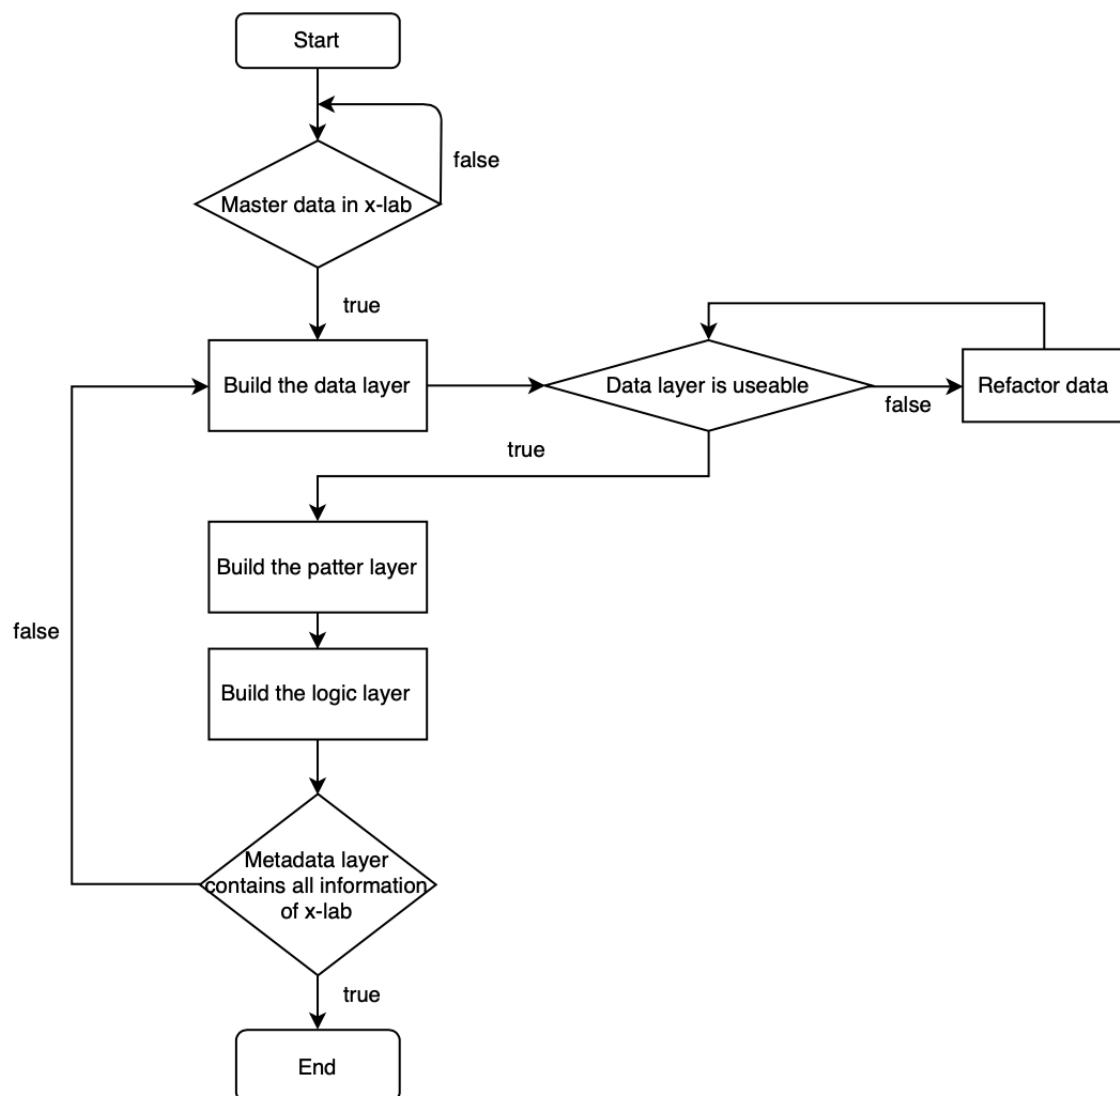 Start
false
Master data in x-lab
true
Build the data layer
Data layer is useable
false
Refactor data
true
Build the patter layer
false
Build the logic layer
Metadata layer
contains all information
of x-lab
true
End